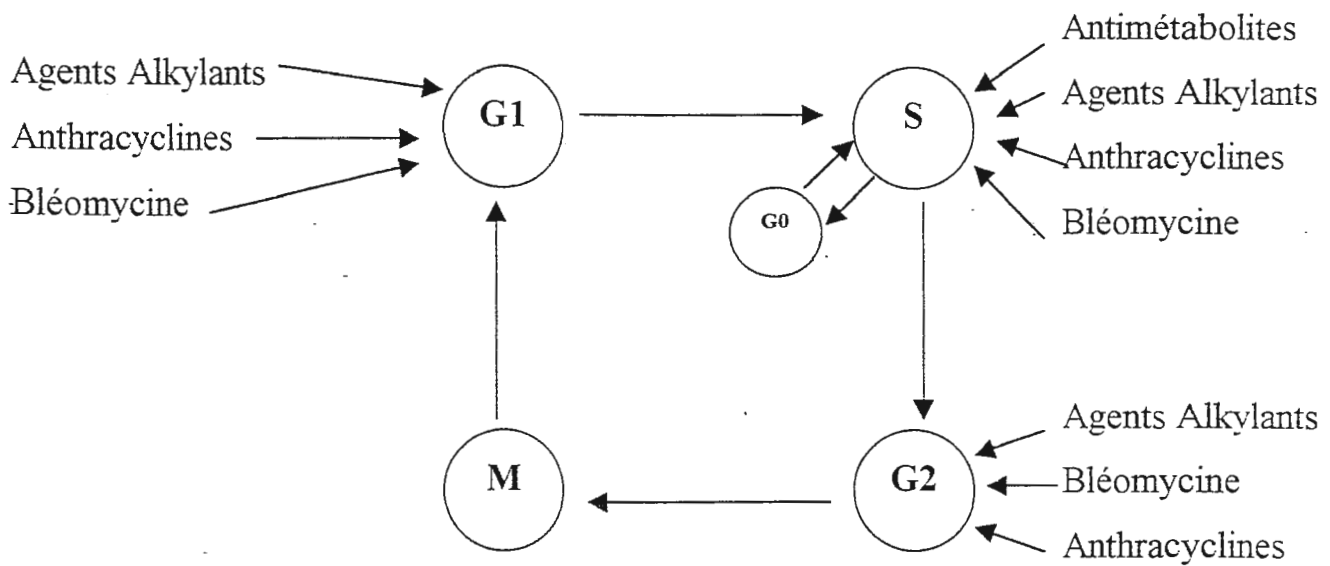 Agents Alkylants
Anthracyclines
Bléomycine
G1
S
G0
Antimétabolites
Agents Alkylants
Anthracyclines
Bléomycine
M
G2
Agents Alkylants
Bléomycine
Anthracyclines